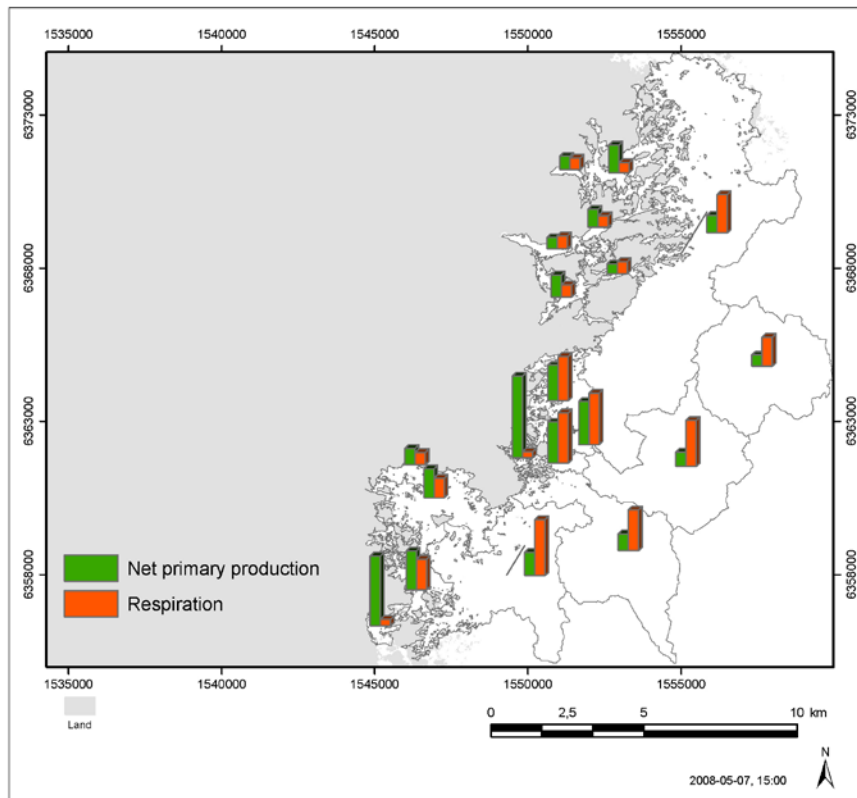 1535000 1540000 1545000 1550000 1555000
6373000 6373000
6368000 6368000
6363000 6363000
6358000 6358000
Net primary production
Respiration
1535000 1540000 1545000 1550000 1555000
Land
0 2,5 5 10 km
N
2008-05-07, 15:00